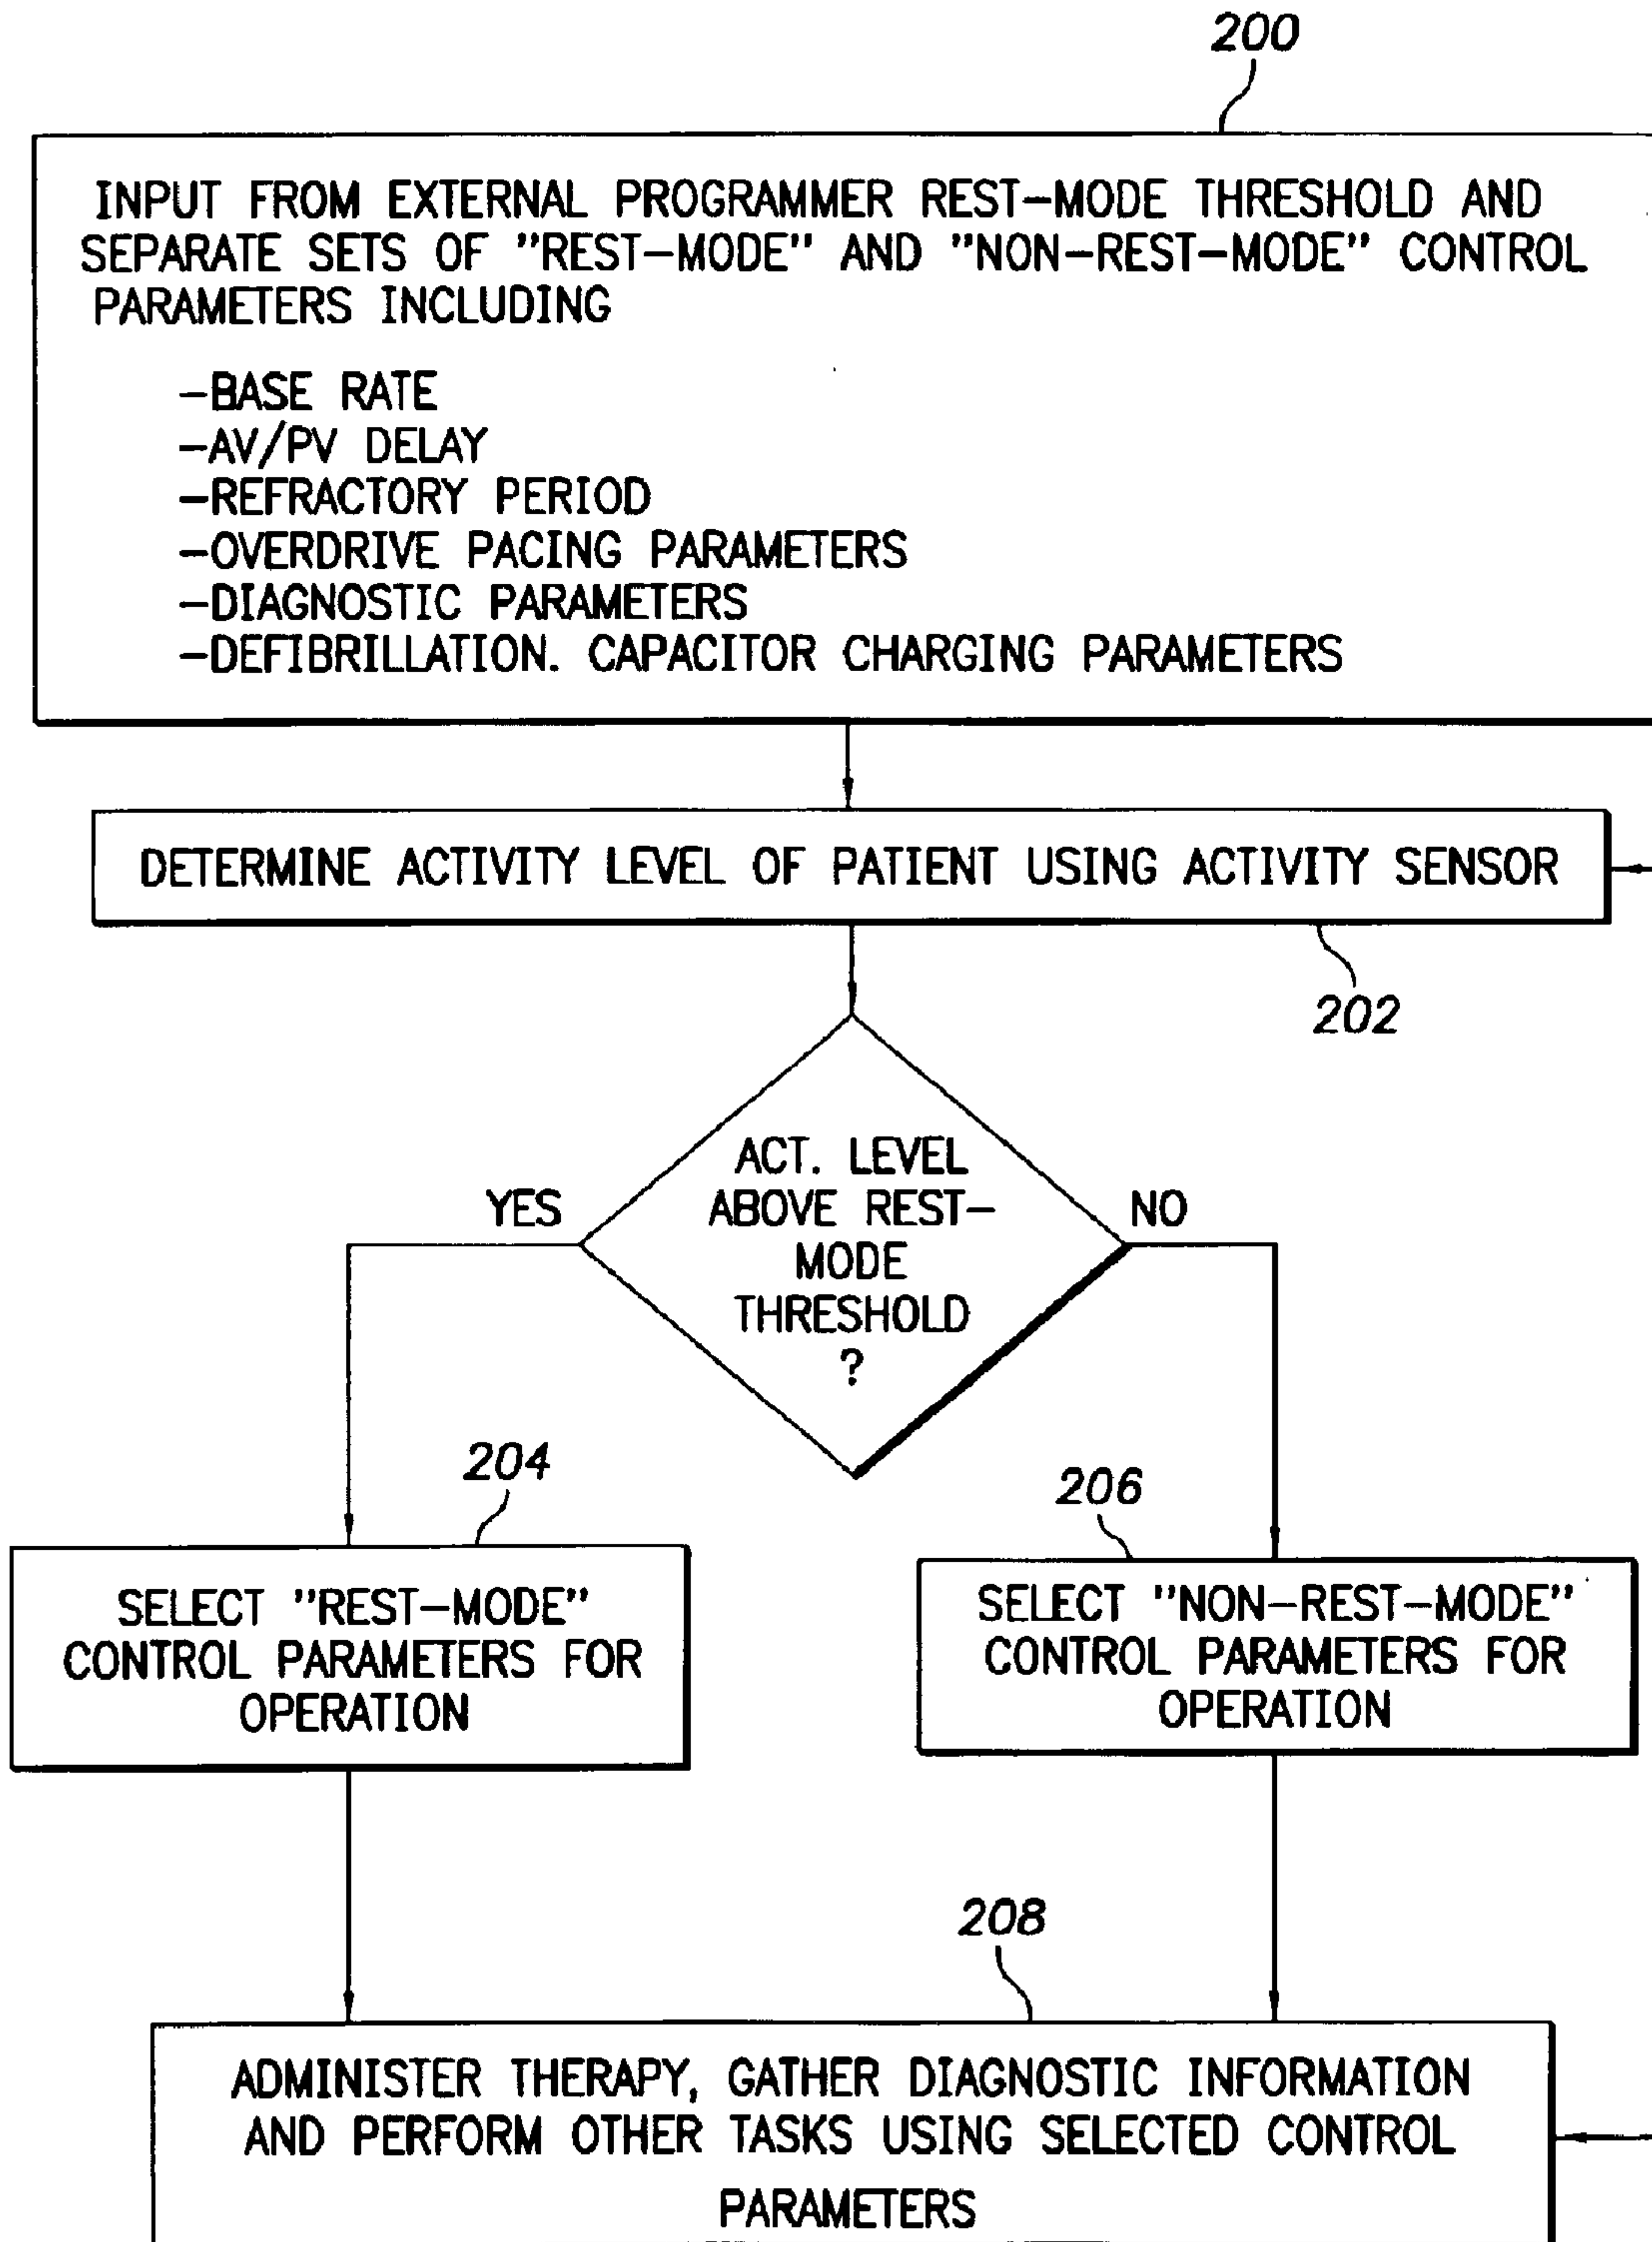 200
INPUT FROM EXTERNAL PROGRAMMER REST-MODE THRESHOLD AND
SEPARATE SETS OF "REST-MODE" AND "NON-REST-MODE" CONTROL
PARAMETERS INCLUDING
-BASE RATE
-AV/PV DELAY
-REFRACTORY PERIOD
-OVERDRIVE PACING PARAMETERS
-DIAGNOSTIC PARAMETERS
-DEFIBRILLATION. CAPACITOR CHARGING PARAMETERS
DETERMINE ACTIVITY LEVEL OF PATIENT USING ACTIVITY SENSOR
202
ACT. LEVEL
ABOVE REST-
MODE
THRESHOLD
?
YES
NO
204
206
SELECT "REST-MODE"
CONTROL PARAMETERS FOR
OPERATION
SELECT "NON-REST-MODE"
CONTROL PARAMETERS FOR
OPERATION
208
ADMINISTER THERAPY, GATHER DIAGNOSTIC INFORMATION
AND PERFORM OTHER TASKS USING SELECTED CONTROL
PARAMETERS